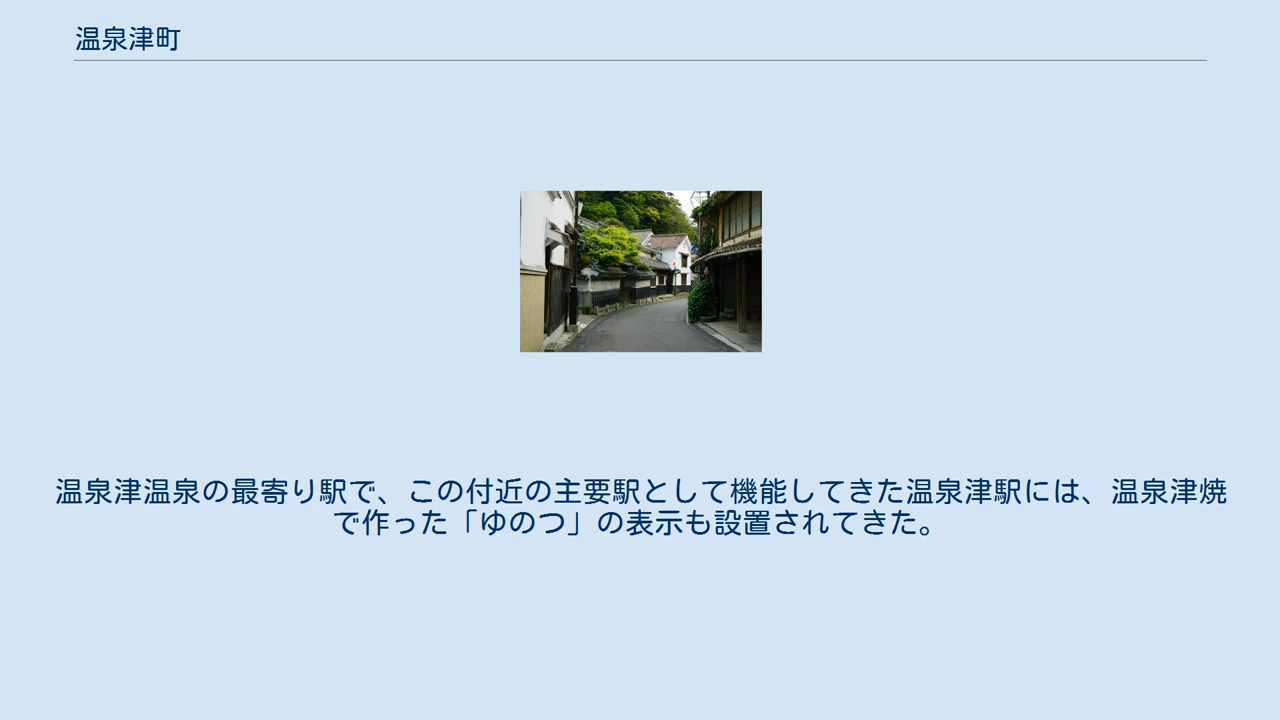 温泉津町
温泉津温泉の最寄り駅で、この付近の主要駅として機能してきた温泉津駅には、温泉津焼
で作った「ゆのつ」の表示も設置されてきた。